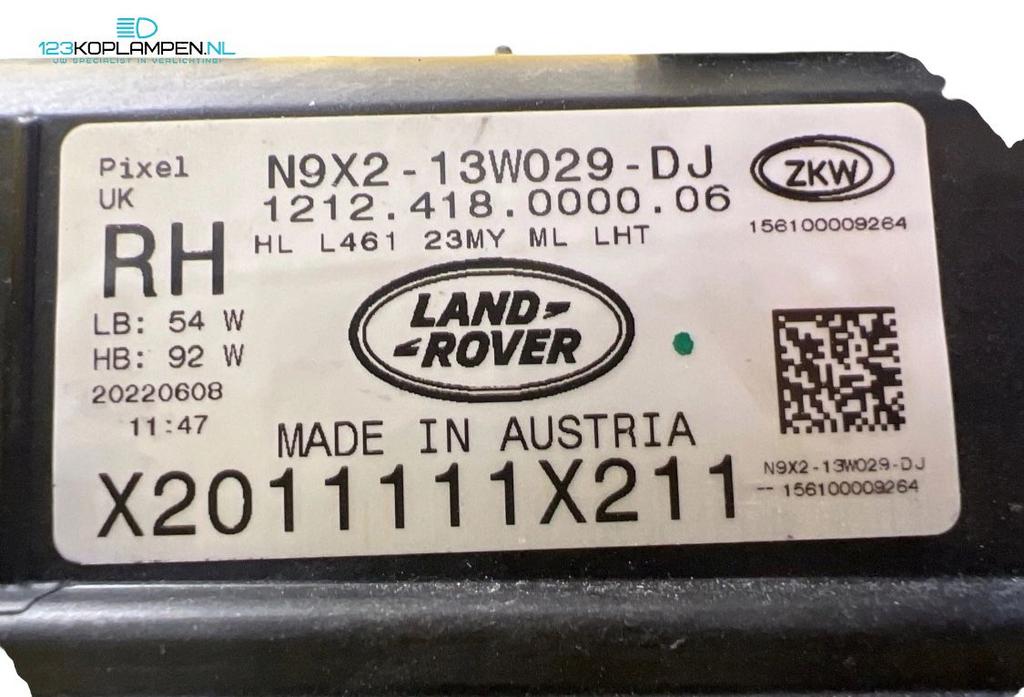 123KOPLAMPEN.NL
UW SPECIALIST IN VERLICHTING!
Pixel
UK
RH
LB: 54 W
HB: 92 W
20220608
11:47
N9X2-13W029-DJ
1212.418.0000.06
HL L461 23MY ML LHT
ZKW
156100009264
LAND
ROVER
MADE IN AUSTRIA
X2011111X211
N9X2-13W029-DJ
-- 156100009264